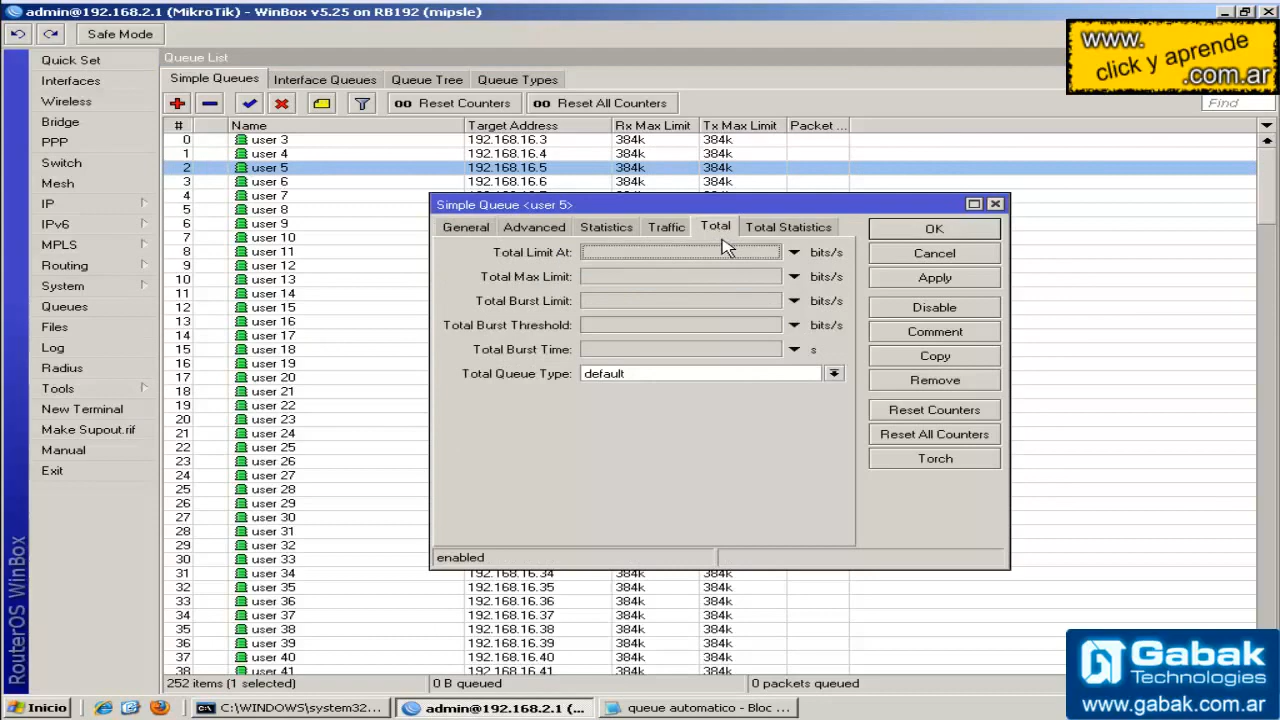 admin@192.168.2.1 (MikroTik) - WinBox v5.25 on RB192 (mipsle)
Safe Mode
www.
click y aprende
.com.ar
Quick Set
Interfaces
Wireless
Bridge
PPP
Switch
Mesh
IP
IPv6
MPLS
Routing
System
Queues
Files
Log
Radius
Tools
New Terminal
Make Supout.rif
Manual
Exit
RouterOS WinBox
Queue List
Simple Queues Interface Queues Queue Tree Queue Types
00 Reset Counters 00 Reset All Counters Find
# Name Target Address Rx Max Limit Tx Max Limit Packet ...
0 user 3 192.168.16.3 384k 384k
1 user 4 192.168.16.4 384k 384k
2 user 5 192.168.16.5 384k 384k
3 user 6 192.168.16.6 384k 384k
4 user 7
5 user 8
6 user 9
7 user 10
8 user 11
9 user 12
10 user 13
11 user 14
12 user 15
13 user 16
14 user 17
15 user 18
16 user 19
17 user 20
18 user 21
19 user 22
20 user 23
21 user 24
22 user 25
23 user 26
24 user 27
25 user 28
26 user 29
27 user 30
28 user 31
29 user 32
30 user 33
31 user 34 192.168.16.34 384k 384k
32 user 35 192.168.16.35 384k 384k
33 user 36 192.168.16.36 384k 384k
34 user 37 192.168.16.37 384k 384k
35 user 38 192.168.16.38 384k 384k
36 user 39 192.168.16.39 384k 384k
37 user 40 192.168.16.40 384k 384k
38 user 41 192.168.16.41 384k 384k
252 items (1 selected) 0 B queued 0 packets queued
Simple Queue <user 5>
General Advanced Statistics Traffic Total Total Statistics
Total Limit At: bits/s
Total Max Limit: bits/s
Total Burst Limit: bits/s
Total Burst Threshold: bits/s
Total Burst Time: s
Total Queue Type: default
OK
Cancel
Apply
Disable
Comment
Copy
Remove
Reset Counters
Reset All Counters
Torch
enabled
Gabak
Technologies
www.gabak.com
Inicio C:\WINDOWS\system32... admin@192.168.2.1 (... queue automatico - Bloc ...